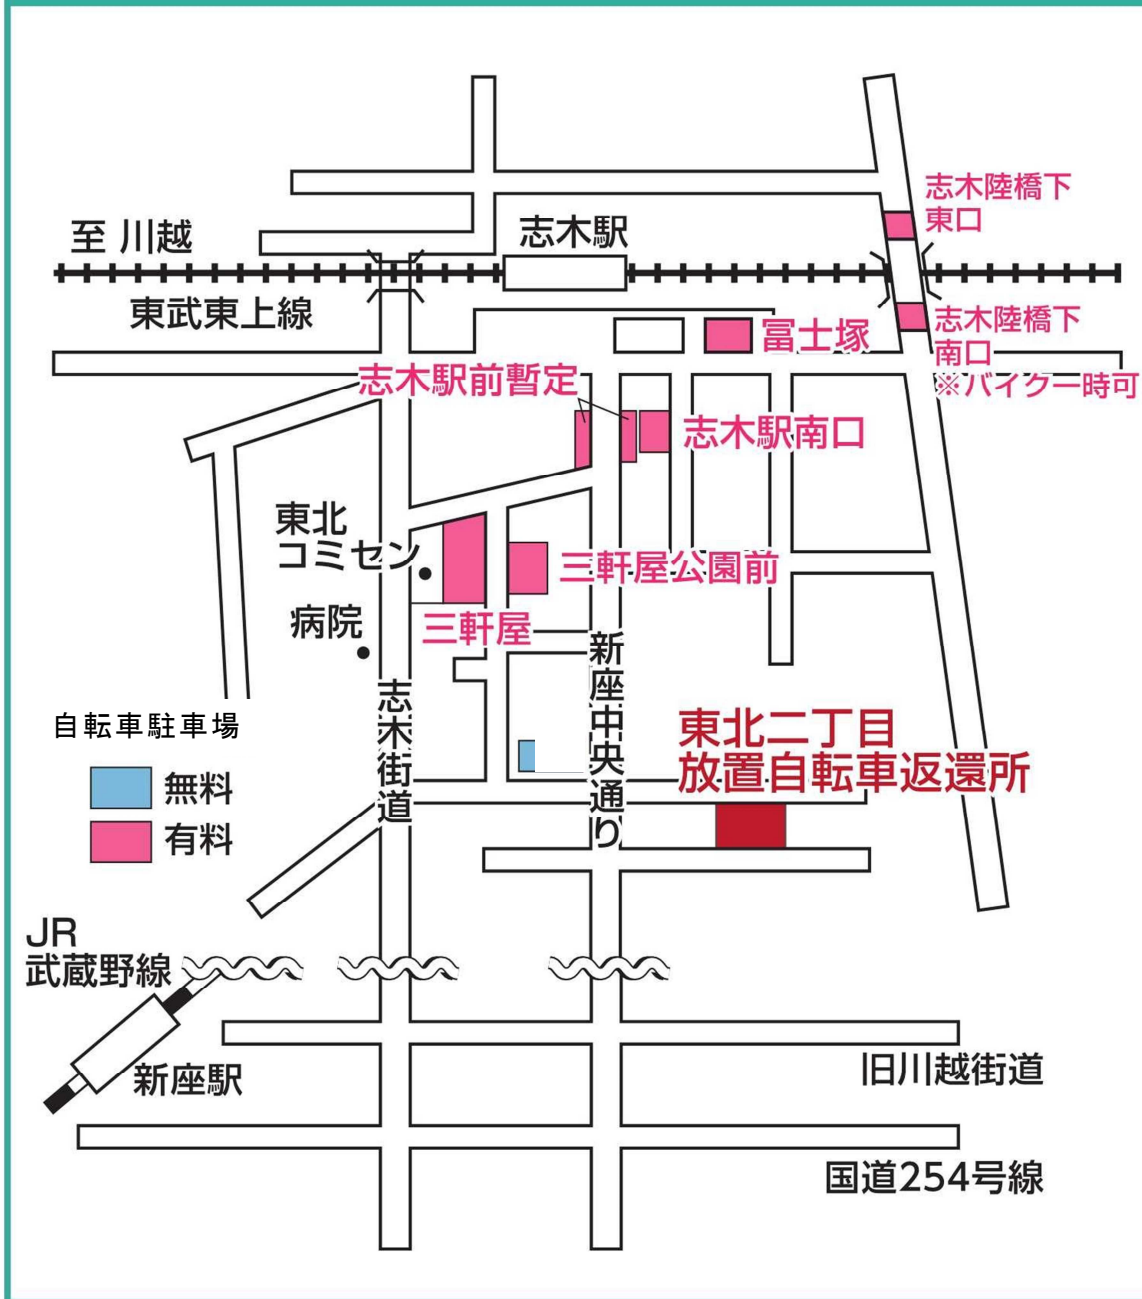 志木陸橋下
東口
至 川越
志木駅
東武東上線
志木陸橋下
南口
※バイク一時可
冨士塚
志木駅前暫定
志木駅南口
東北
コミセン
三軒屋公園前
病院
三軒屋
新座中央通り
志木街道
自転車駐車場
無料
有料
東北二丁目
放置自転車返還所
JR
武蔵野線
新座駅
旧川越街道
国道254号線